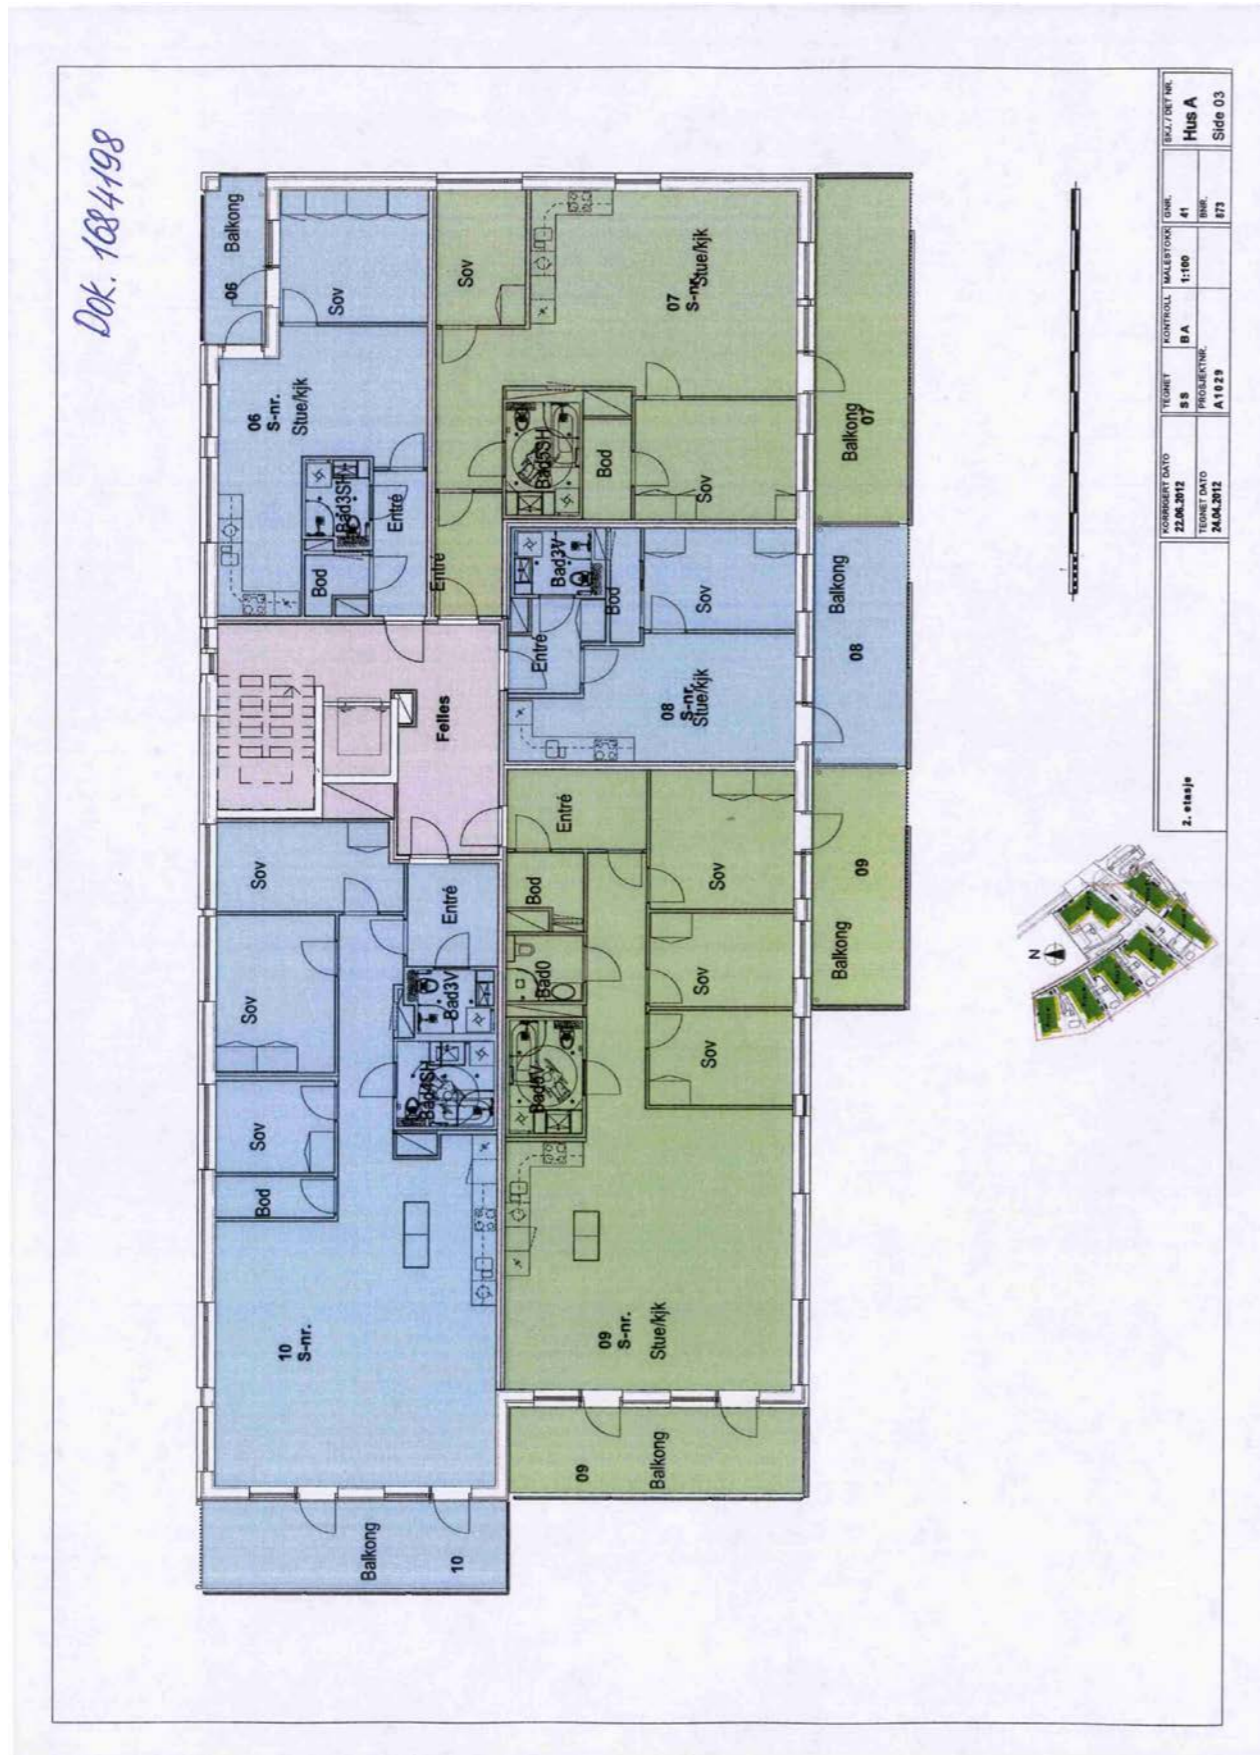 Dok. 1684198
Balkong
06
Sov
06
S-nr.
Stue/kjk
Bad3SH
Entré
Bod
Sov
07
S-nr.
Stue/kjk
Bad5SH
Bod
Sov
Entré
Balkong
07
Bad3V
Bod
Sov
Entré
08
S-nr.
Stue/kjk
Balkong
08
Felles
Sov
Entré
Sov
Bad3V
Bad4SH
Sov
Bod
10
S-nr.
Balkong
10
Entré
Bod
Sov
Bad0
Sov
Sov
09
S-nr.
Stue/kjk
09
Balkong
09
Balkong
N
2. etasje
KORRIGERT DATO
22.06.2012
TEGNET DATO
24.04.2012
TEGNET
SS
KONTROLL
BA
PROSJEKTNR.
A1029
MÅLESTOKK
1:100
GNR.
41
BNR.
873
SKJ. / DET NR.
Hus A
Side 03